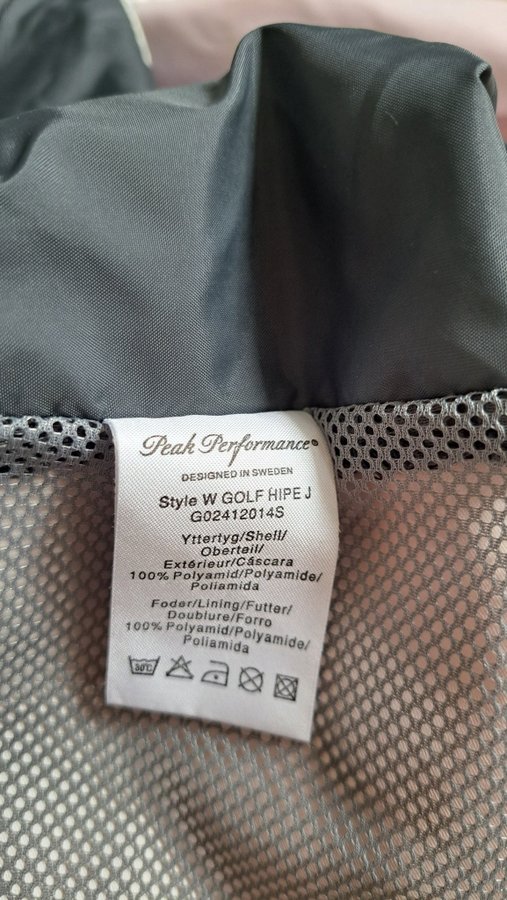 Peak Performance®
DESIGNED IN SWEDEN
Style W GOLF HIPE J
G02412014S
Yttertyg/Shell/
Oberteil/
Extérieur/Cáscara
100% Polyamid/Polyamide/
Poliamida
Foder/Lining/Futter/
Doublure/Forro
100% Polyamid/Polyamide/
Poliamida
30°C